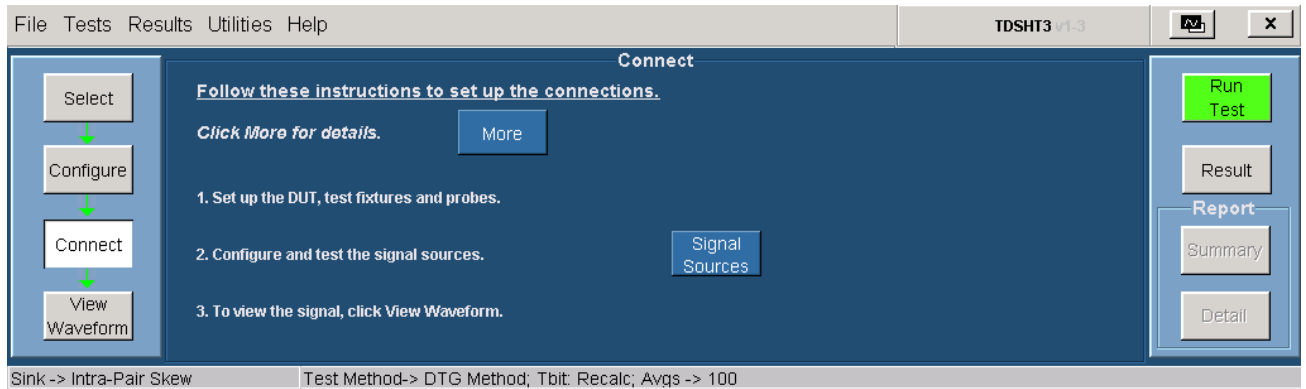 File Tests Results Utilities Help
TDSHT3 v1-3
x
Select
Configure
Connect
View
Waveform
Connect
Follow these instructions to set up the connections.
Click More for details.
More
1. Set up the DUT, test fixtures and probes.
2. Configure and test the signal sources.
Signal
Sources
3. To view the signal, click View Waveform.
Run
Test
Result
Report
Summary
Detail
Sink -> Intra-Pair Skew
Test Method-> DTG Method; Tbit: Recalc; Avgs -> 100